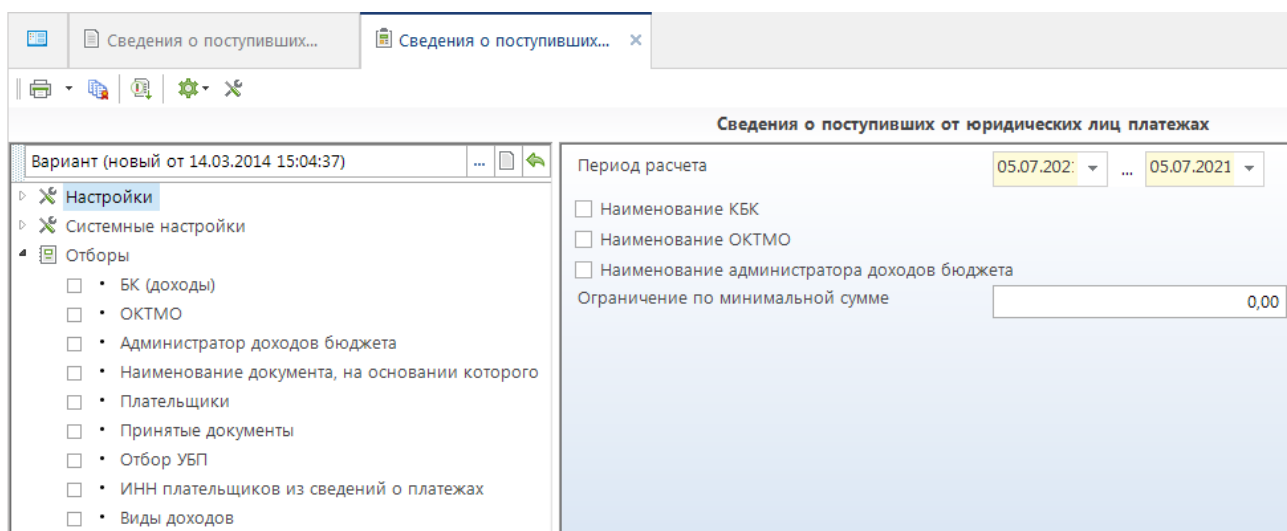 Сведения о поступивших...
Сведения о поступивших...
Сведения о поступивших от юридических лиц платежах
Вариант (новый от 14.03.2014 15:04:37)
...
Настройки
Системные настройки
Отборы
БК (доходы)
ОКТМО
Администратор доходов бюджета
Наименование документа, на основании которого
Плательщики
Принятые документы
Отбор УБП
ИНН плательщиков из сведений о платежах
Виды доходов
Период расчета
05.07.202
...
05.07.2021
Наименование КБК
Наименование ОКТМО
Наименование администратора доходов бюджета
Ограничение по минимальной сумме
0,00